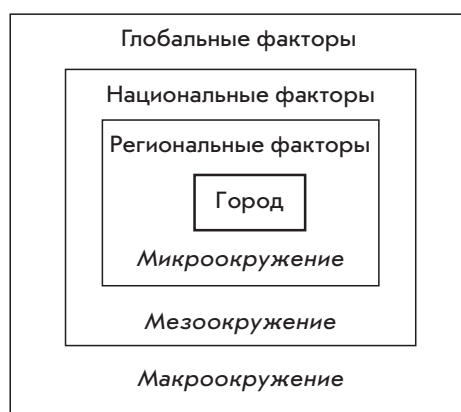 Глобальные факторы
Национальные факторы
Региональные факторы
Город
Микроокружение
Мезоокружение
Макроокружение